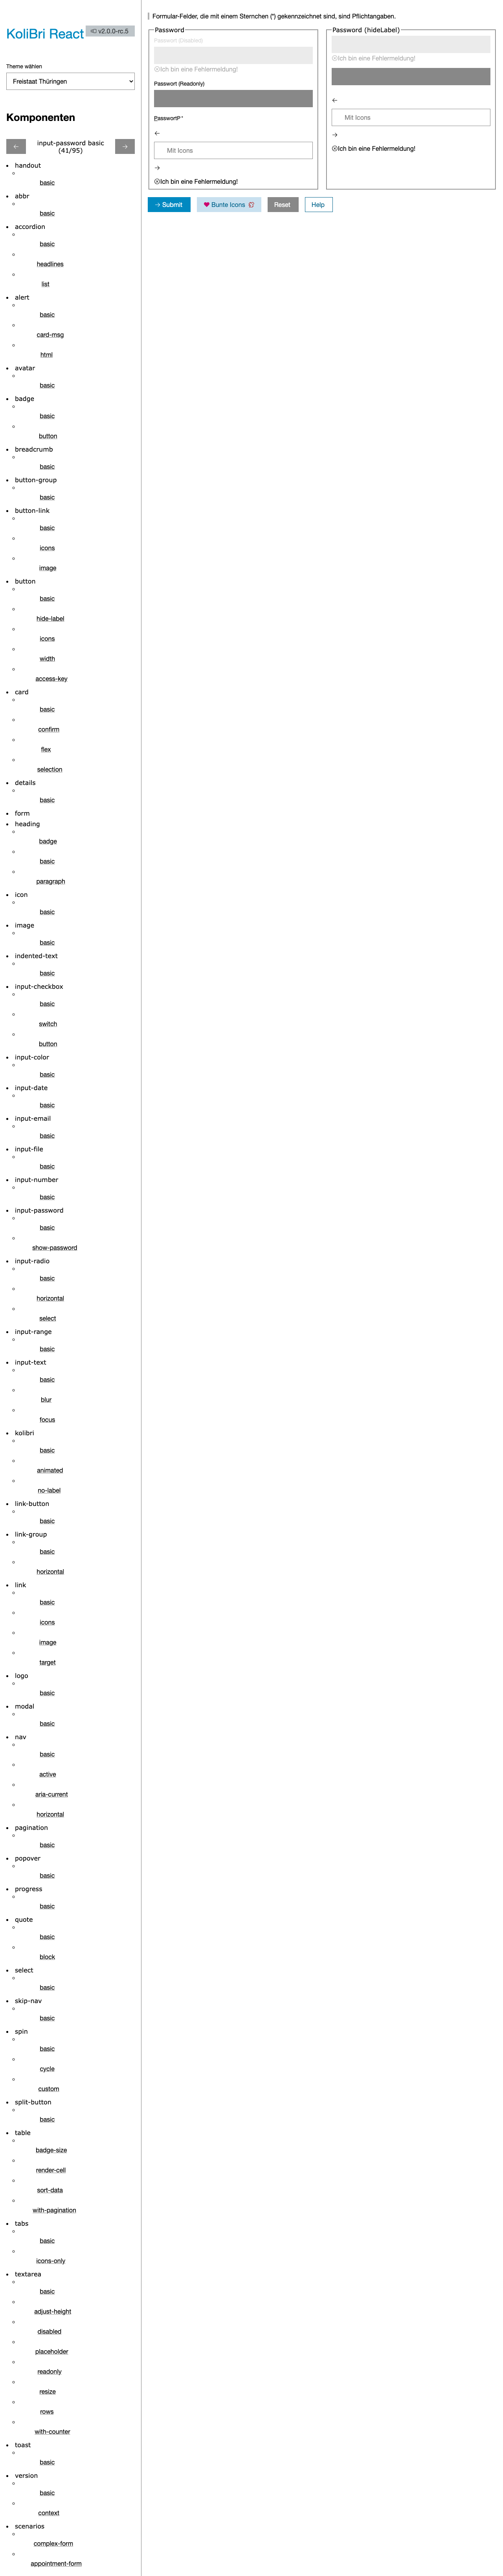 KoliBri React
v2.0.0-rc.5
Theme wählen
Freistaat Thüringen
Komponenten
←
input-password basic
(41/95)
→
handout
basic
abbr
basic
accordion
basic
headlines
list
alert
basic
card-msg
html
avatar
basic
badge
basic
button
breadcrumb
basic
button-group
basic
button-link
basic
icons
image
button
basic
hide-label
icons
width
access-key
card
basic
confirm
flex
selection
details
basic
form
heading
badge
basic
paragraph
icon
basic
image
basic
indented-text
basic
input-checkbox
basic
switch
button
input-color
basic
input-date
basic
input-email
basic
input-file
basic
input-number
basic
input-password
basic
show-password
input-radio
basic
horizontal
select
input-range
basic
input-text
basic
blur
focus
kolibri
basic
animated
no-label
link-button
basic
link-group
basic
horizontal
link
basic
icons
image
target
logo
basic
modal
basic
nav
basic
active
aria-current
horizontal
pagination
basic
popover
basic
progress
basic
quote
basic
block
select
basic
skip-nav
basic
spin
basic
cycle
custom
split-button
basic
table
badge-size
render-cell
sort-data
with-pagination
tabs
basic
icons-only
textarea
basic
adjust-height
disabled
placeholder
readonly
resize
rows
with-counter
toast
basic
version
basic
context
scenarios
complex-form
appointment-form
Formular-Felder, die mit einem Sternchen (*) gekennzeichnet sind, sind Pflichtangaben.
Password
Passwort (Disabled)
Ich bin eine Fehlermeldung!
Passwort (Readonly)
PasswortP*
←
Mit Icons
→
Ich bin eine Fehlermeldung!
Password (hideLabel)
Ich bin eine Fehlermeldung!
←
Mit Icons
→
Ich bin eine Fehlermeldung!
→ Submit
Bunte Icons
Reset
Help